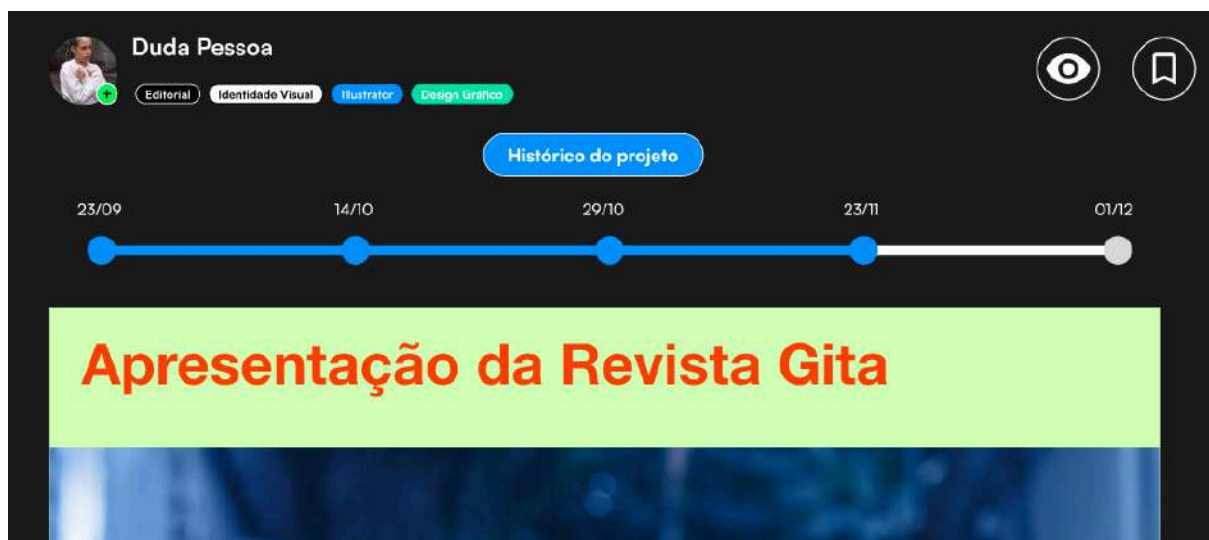 Duda Pessoa
Editorial Identidade Visual Illustrator Design Gráfico
Histórico do projeto
23/09 14/10 29/10 23/11 01/12
Apresentação da Revista Gita